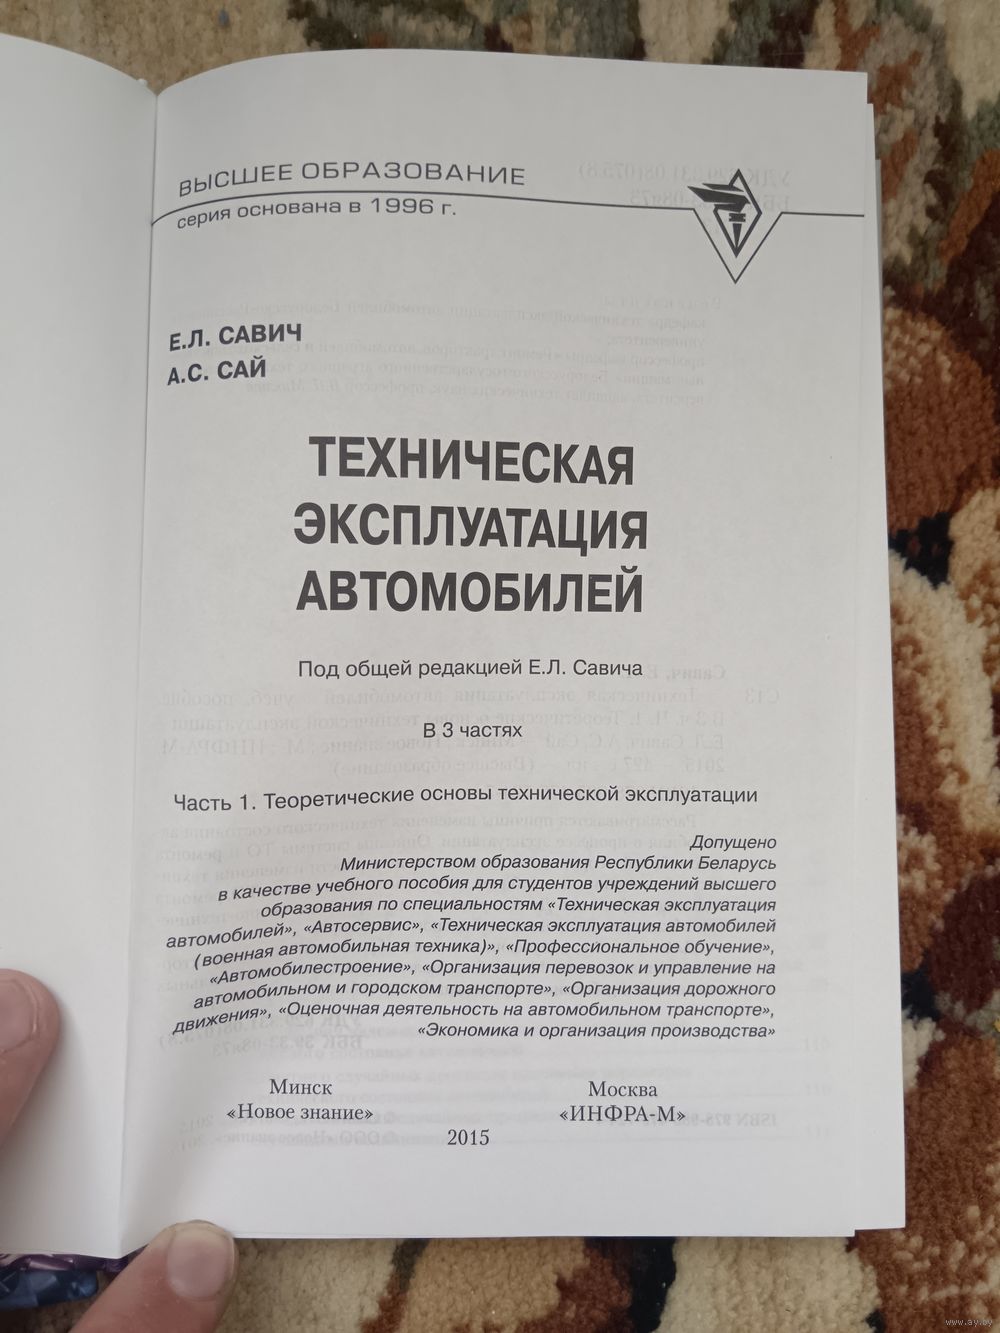 ВЫСШЕЕ ОБРАЗОВАНИЕ
серия основана в 1996 г.
Е.Л. САВИЧ
А.С. САЙ
ТЕХНИЧЕСКАЯ
ЭКСПЛУАТАЦИЯ
АВТОМОБИЛЕЙ
Под общей редакцией Е.Л. Савича
В 3 частях
Часть 1. Теоретические основы технической эксплуатации
Допущено
Министерством образования Республики Беларусь
в качестве учебного пособия для студентов учреждений высшего
образования по специальностям «Техническая эксплуатация
автомобилей», «Автосервис», «Техническая эксплуатация автомобилей
(военная автомобильная техника)», «Профессиональное обучение»,
«Автомобилестроение», «Организация перевозок и управление на
автомобильном и городском транспорте», «Организация дорожного
движения», «Оценочная деятельность на автомобильном транспорте»,
«Экономика и организация производства»
Минск
«Новое знание»
Москва
«ИНФРА-М»
2015
www.ay.by